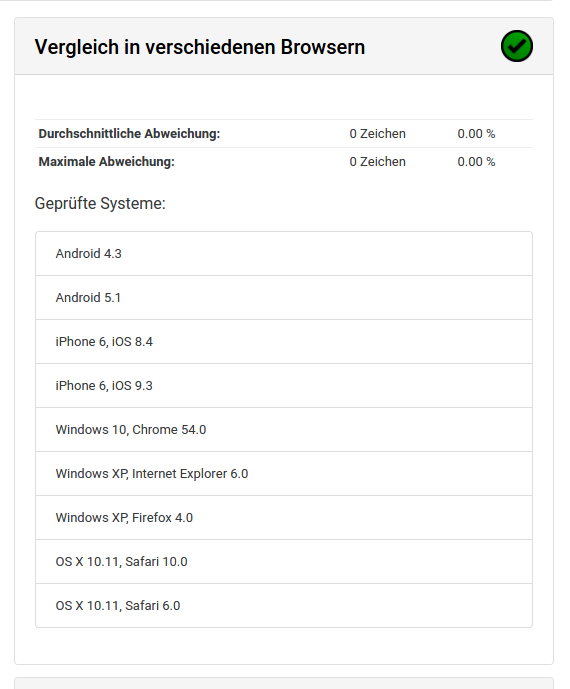 Vergleich in verschiedenen Browsern
Durchschnittliche Abweichung: 0 Zeichen 0.00 %
Maximale Abweichung: 0 Zeichen 0.00 %
Geprüfte Systeme:
Android 4.3
Android 5.1
iPhone 6, iOS 8.4
iPhone 6, iOS 9.3
Windows 10, Chrome 54.0
Windows XP, Internet Explorer 6.0
Windows XP, Firefox 4.0
OS X 10.11, Safari 10.0
OS X 10.11, Safari 6.0